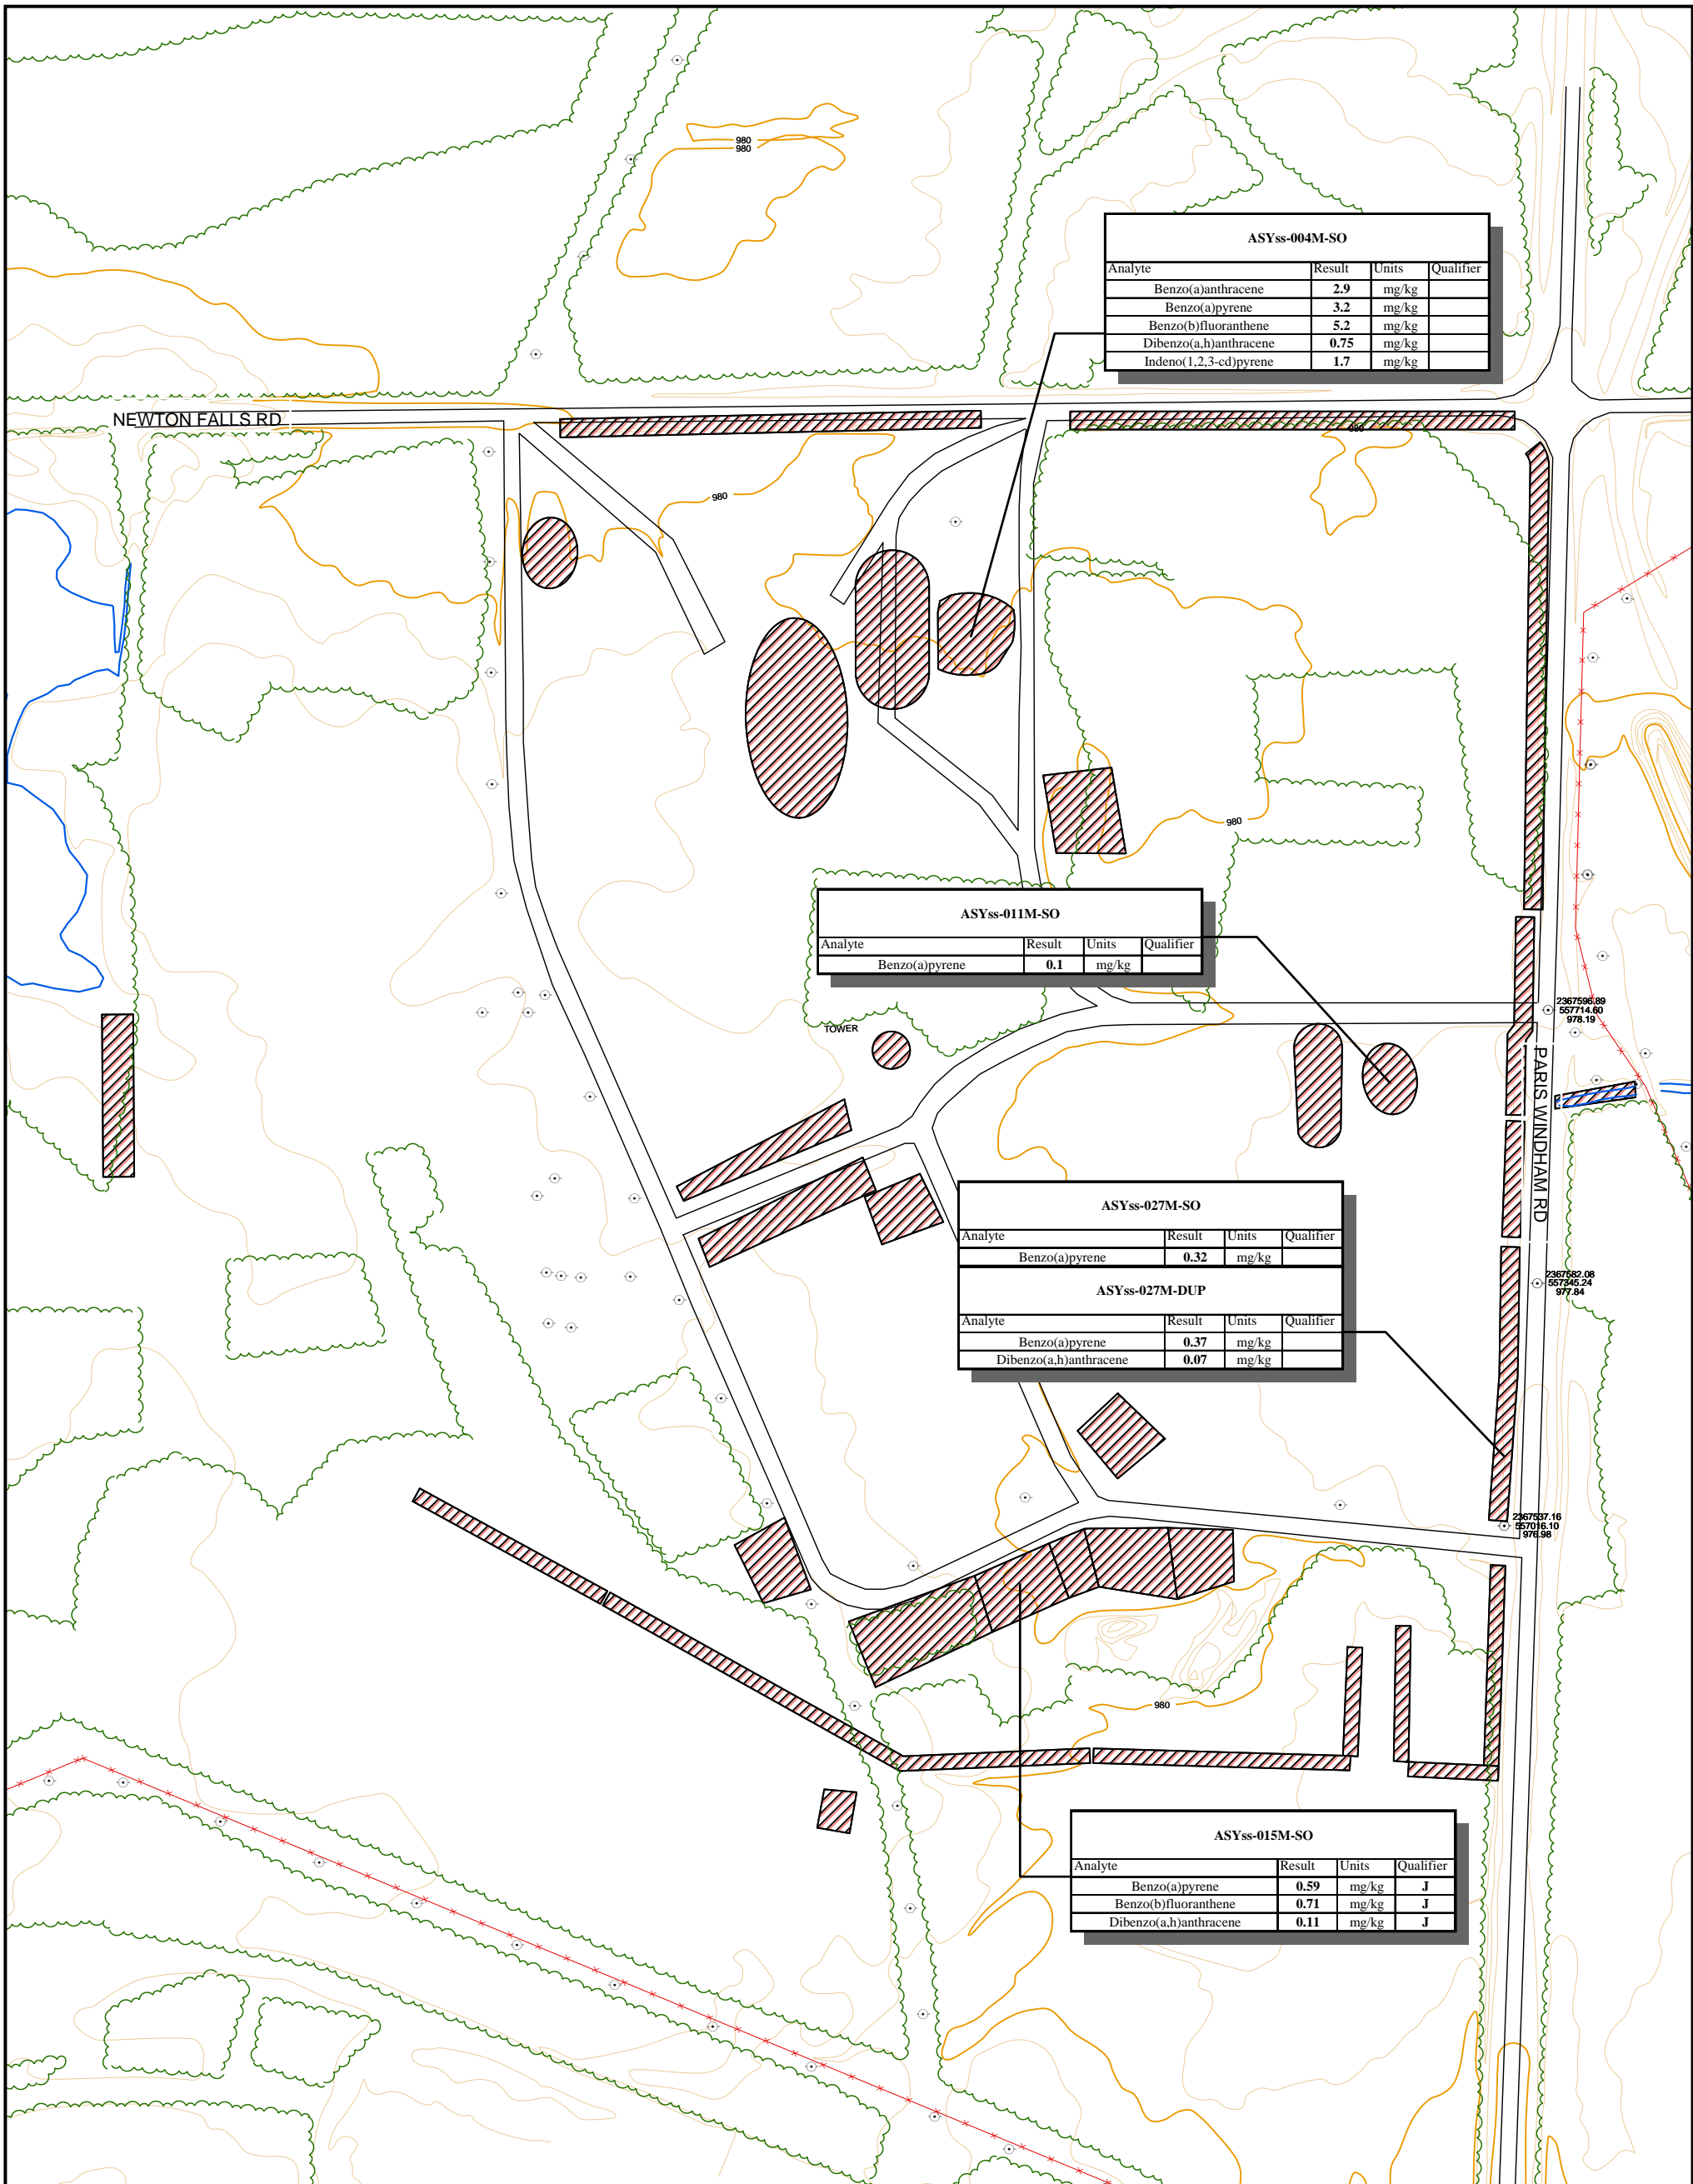 980
980
ASYss-004M-SO
Analyte Result Units Qualifier
Benzo(a)anthracene 2.9 mg/kg
Benzo(a)pyrene 3.2 mg/kg
Benzo(b)fluoranthene 5.2 mg/kg
Dibenzo(a,h)anthracene 0.75 mg/kg
Indeno(1,2,3-cd)pyrene 1.7 mg/kg
NEWTON FALLS RD
980
980
980
ASYss-011M-SO
Analyte Result Units Qualifier
Benzo(a)pyrene 0.1 mg/kg
TOWER
2367596.89
557714.60
978.19
PARIS WINDHAM RD
ASYss-027M-SO
Analyte Result Units Qualifier
Benzo(a)pyrene 0.32 mg/kg
ASYss-027M-DUP
Analyte Result Units Qualifier
Benzo(a)pyrene 0.37 mg/kg
Dibenzo(a,h)anthracene 0.07 mg/kg
2367582.08
557345.24
977.84
2367537.16
557016.10
976.98
980
ASYss-015M-SO
Analyte Result Units Qualifier
Benzo(a)pyrene 0.59 mg/kg J
Benzo(b)fluoranthene 0.71 mg/kg J
Dibenzo(a,h)anthracene 0.11 mg/kg J